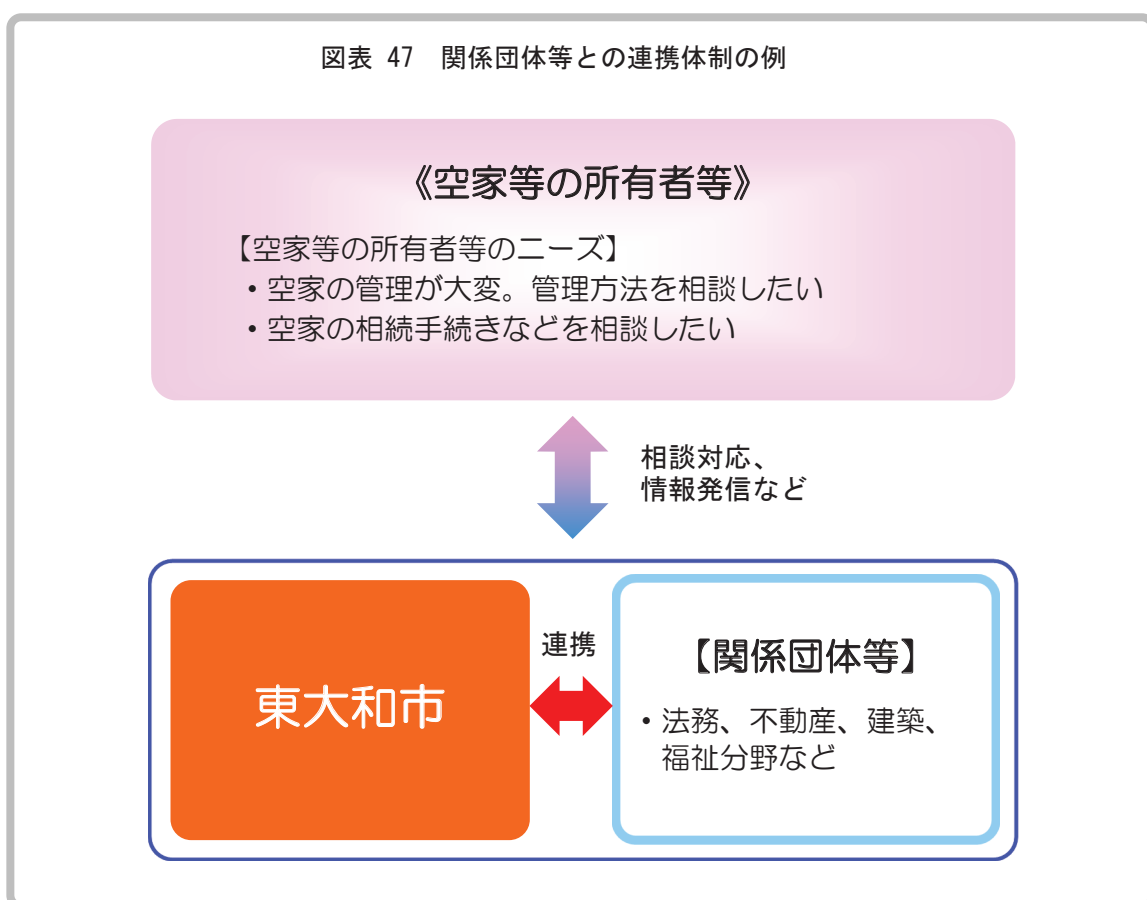 図表 47　関係団体等との連携体制の例
《空家等の所有者等》
【空家等の所有者等のニーズ】
・空家の管理が大変。管理方法を相談したい
・空家の相続手続きなどを相談したい
相談対応、
情報発信など
東大和市
連携
【関係団体等】
・法務、不動産、建築、
福祉分野など